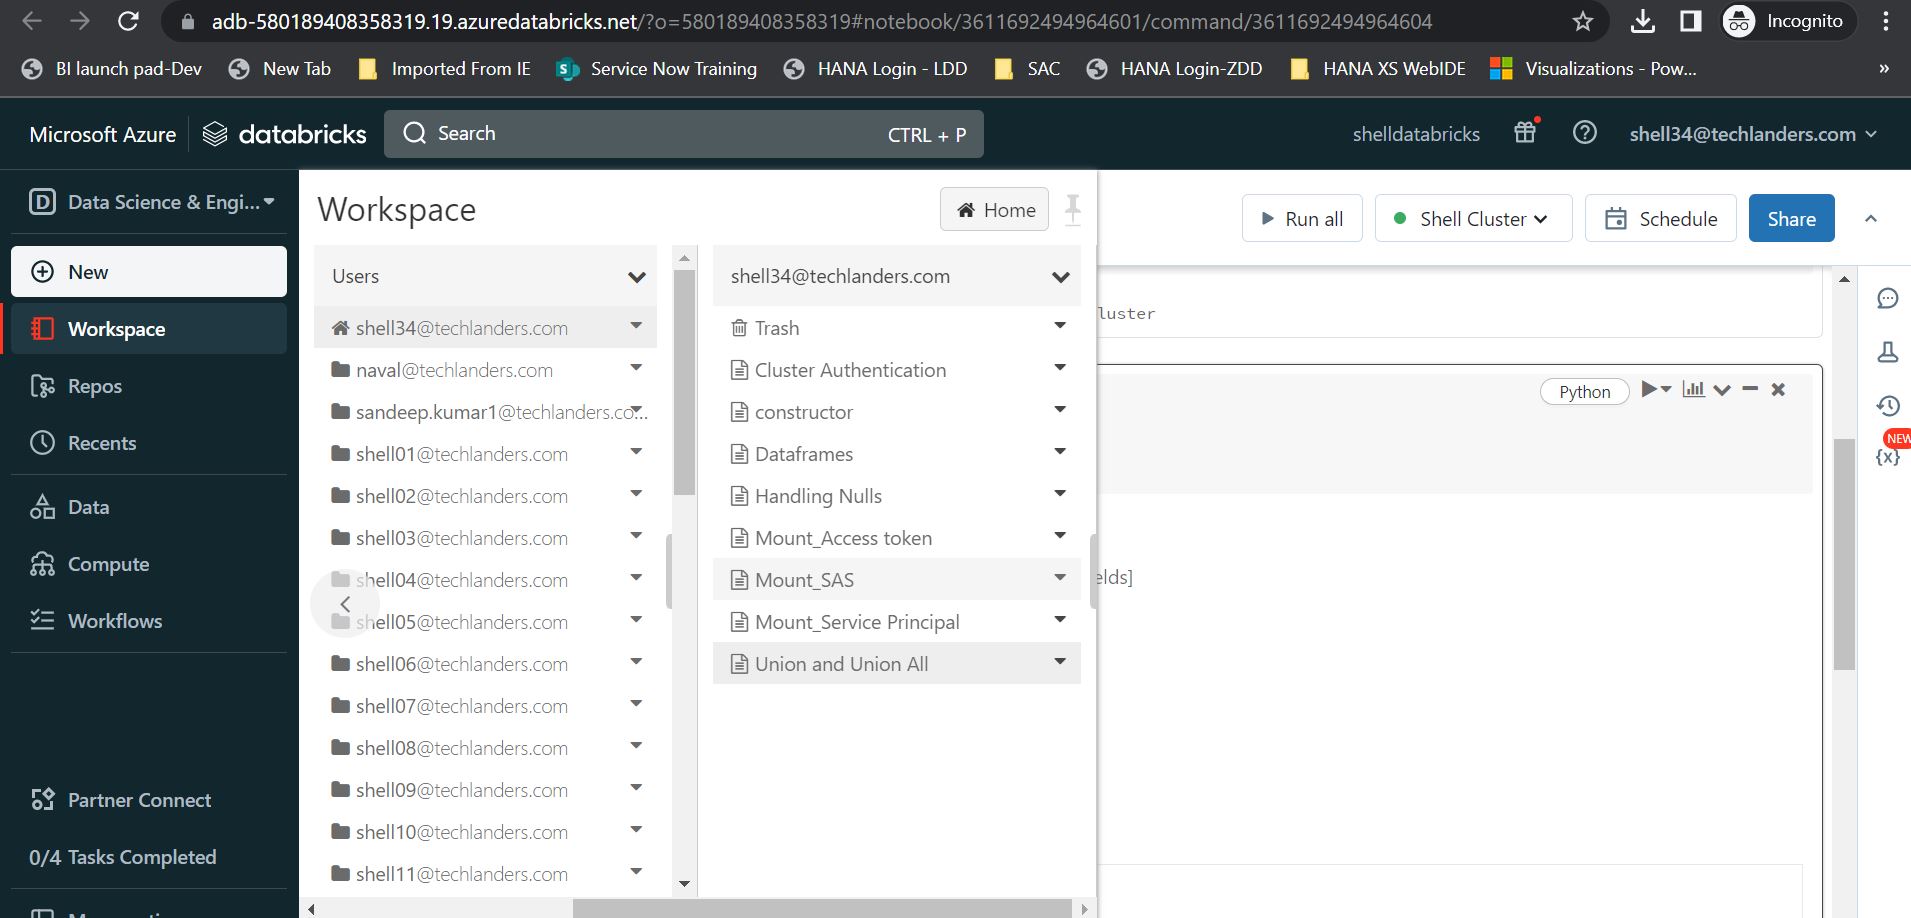 adb-580189408358319.19.azuredatabricks.net/?o=580189408358319#notebook/3611692494964601/command/3611692494964604
Incognito
BI launch pad-Dev
New Tab
Imported From IE
Service Now Training
HANA Login - LDD
SAC
HANA Login-ZDD
HANA XS WebIDE
Visualizations - Pow...
»
Microsoft Azure
databricks
Search
CTRL + P
shelldatabricks
shell34@techlanders.com
Data Science & Engi...
New
Workspace
Repos
Recents
Data
Compute
Workflows
Partner Connect
0/4 Tasks Completed
Workspace
Home
Users
shell34@techlanders.com
naval@techlanders.com
sandeep.kumar1@techlanders.co...
shell01@techlanders.com
shell02@techlanders.com
shell03@techlanders.com
shell04@techlanders.com
shell05@techlanders.com
shell06@techlanders.com
shell07@techlanders.com
shell08@techlanders.com
shell09@techlanders.com
shell10@techlanders.com
shell11@techlanders.com
shell34@techlanders.com
Trash
Cluster Authentication
constructor
Dataframes
Handling Nulls
Mount_Access token
Mount_SAS
Mount_Service Principal
Union and Union All
Run all
Shell Cluster
Schedule
Share
luster
Python
elds]
NEW
{x}